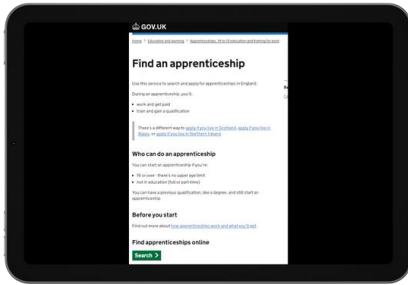 GOV.UK
Home > Education and learning > Apprenticeships, 14 to 19 education and training for work
Find an apprenticeship
Use this service to search and apply for apprenticeships in England.
During an apprenticeship, you'll:
• work and get paid
• train and gain a qualification
There's a different way to apply if you live in Scotland, apply if you live in
Wales, or apply if you live in Northern Ireland.
Who can do an apprenticeship
You can start an apprenticeship if you're:
• 16 or over - there's no upper age limit
• not in education (full or part-time)
You can have a previous qualification, like a degree, and still start an
apprenticeship.
Before you start
Find out more about how apprenticeships work and what you'll get.
Find apprenticeships online
Search >